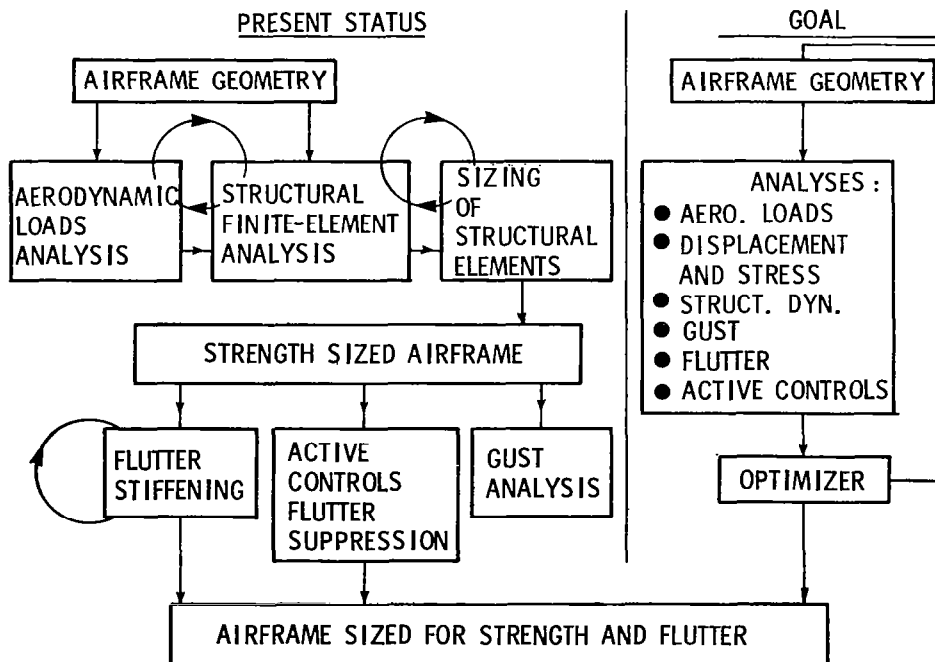 PRESENT STATUS
AIRFRAME GEOMETRY
AERODYNAMIC
LOADS
ANALYSIS
STRUCTURAL
FINITE-ELEMENT
ANALYSIS
SIZING
OF
STRUCTURAL
ELEMENTS
STRENGTH SIZED AIRFRAME
FLUTTER
STIFFENING
ACTIVE
CONTROLS
FLUTTER
SUPPRESSION
GUST
ANALYSIS
GOAL
AIRFRAME GEOMETRY
ANALYSES :
● AERO. LOADS
● DISPLACEMENT
AND STRESS
● STRUCT. DYN.
● GUST
● FLUTTER
● ACTIVE CONTROLS
OPTIMIZER
AIRFRAME SIZED FOR STRENGTH AND FLUTTER